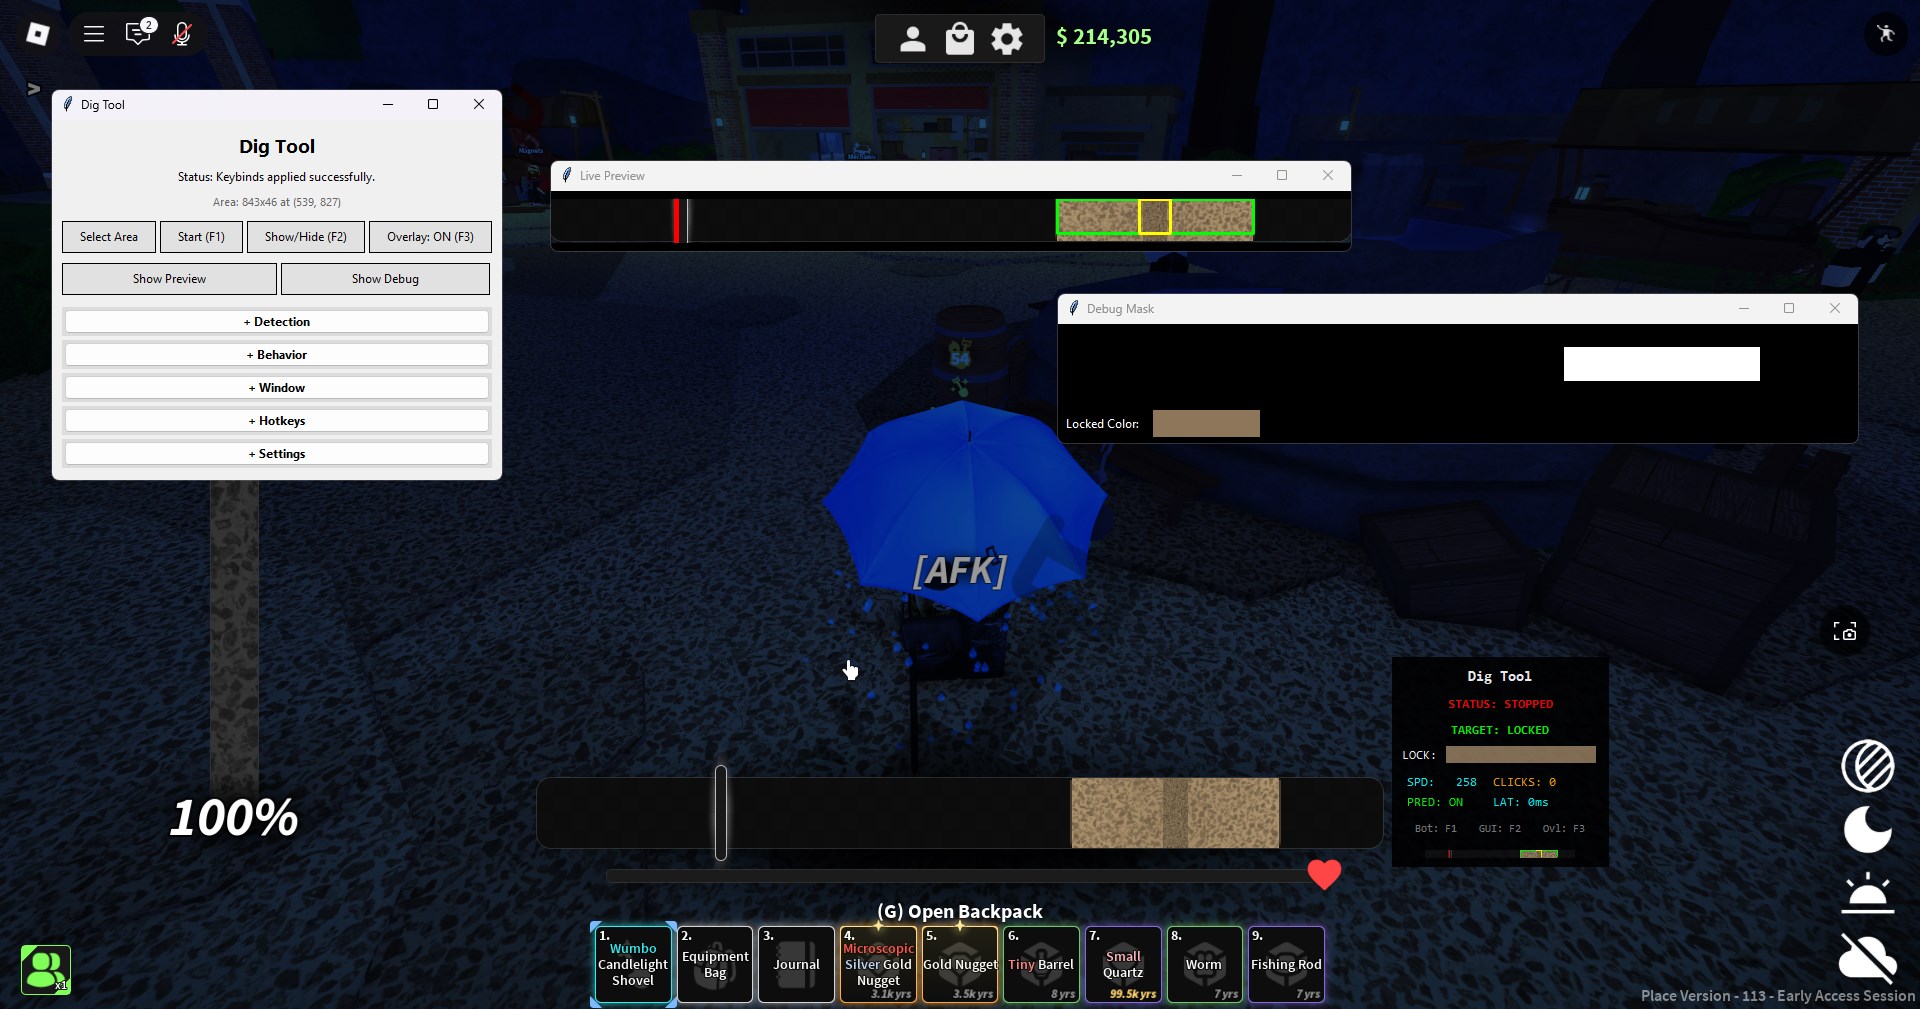 2
$ 214,305
Dig Tool
Dig Tool
Status: Keybinds applied successfully.
Area: 843x46 at (539, 827)
Select Area
Start (F1)
Show/Hide (F2)
Overlay: ON (F3)
Show Preview
Show Debug
+ Detection
+ Behavior
+ Window
+ Hotkeys
+ Settings
Magnets
Live Preview
Debug Mask
Locked Color:
54
[AFK]
100%
Dig Tool
STATUS: STOPPED
TARGET: LOCKED
LOCK:
SPD: 258 CLICKS: 0
PRED: ON LAT: 0ms
Bot: F1 GUI: F2 Ovl: F3
(G) Open Backpack
1.
Wumbo
Candlelight
Shovel
2.
Equipment
Bag
3.
Journal
4.
Microscopic
Silver Gold
Nugget
3.1k yrs
5.
Gold Nugget
3.5k yrs
6.
Tiny Barrel
8 yrs
7.
Small
Quartz
99.5k yrs
8.
Worm
7 yrs
9.
Fishing Rod
7 yrs
x1
Place Version - 113 - Early Access Session